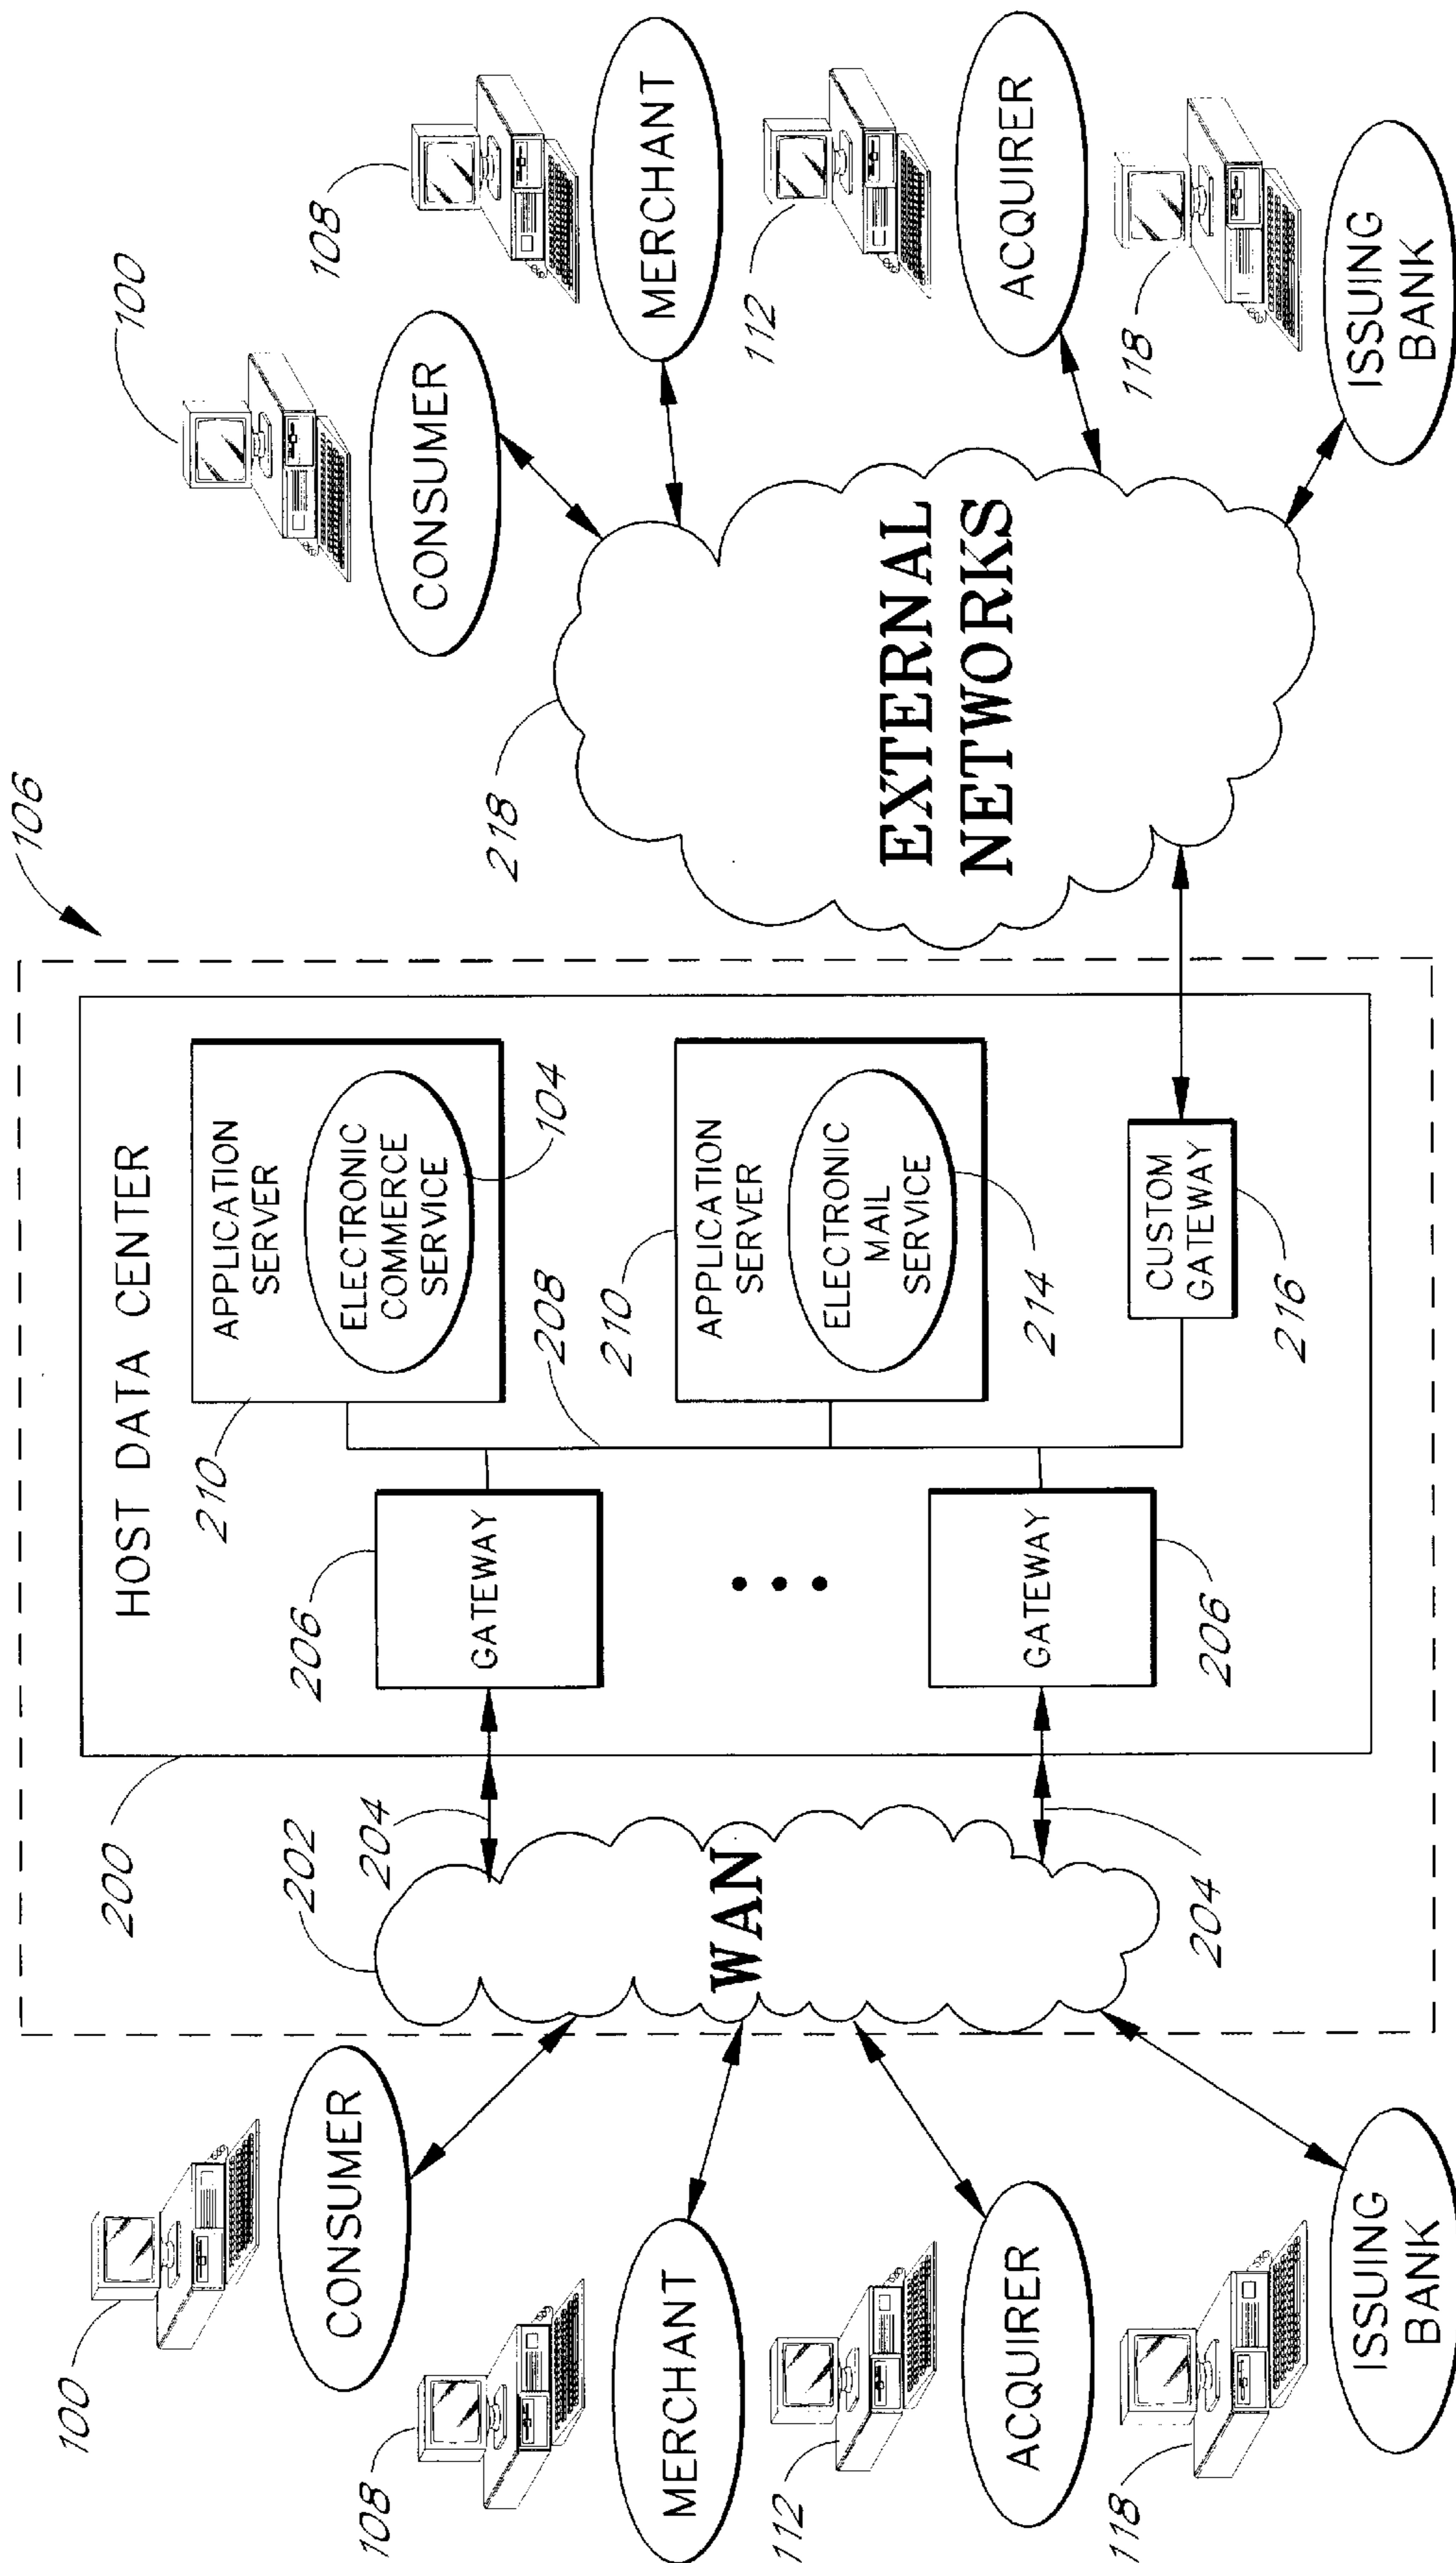 106
100
CONSUMER
108
MERCHANT
112
ACQUIRER
118
ISSUING
BANK
202
WAN
204
204
200
HOST DATA CENTER
206
GATEWAY
GATEWAY
206
210
APPLICATION
SERVER
ELECTRONIC
COMMERCE
SERVICE
104
208
210
APPLICATION
SERVER
ELECTRONIC
MAIL
SERVICE
214
CUSTOM
GATEWAY
216
218
EXTERNAL
NETWORKS
100
CONSUMER
108
MERCHANT
112
ACQUIRER
118
ISSUING
BANK